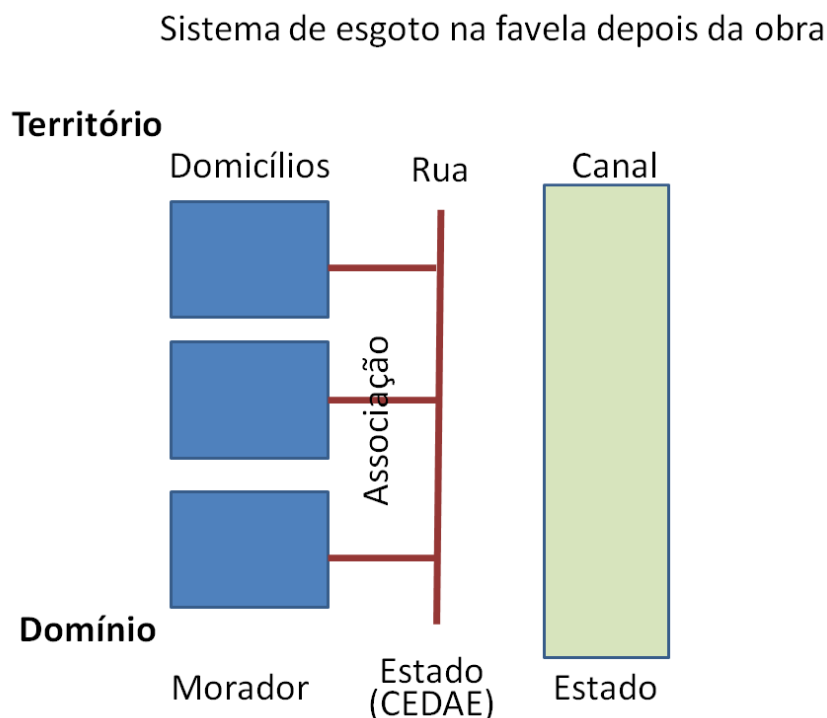 Sistema de esgoto na favela depois da obra
Território
Domicílios
Rua
Canal
Associação
Domínio
Morador
Estado
(CEDAE)
Estado